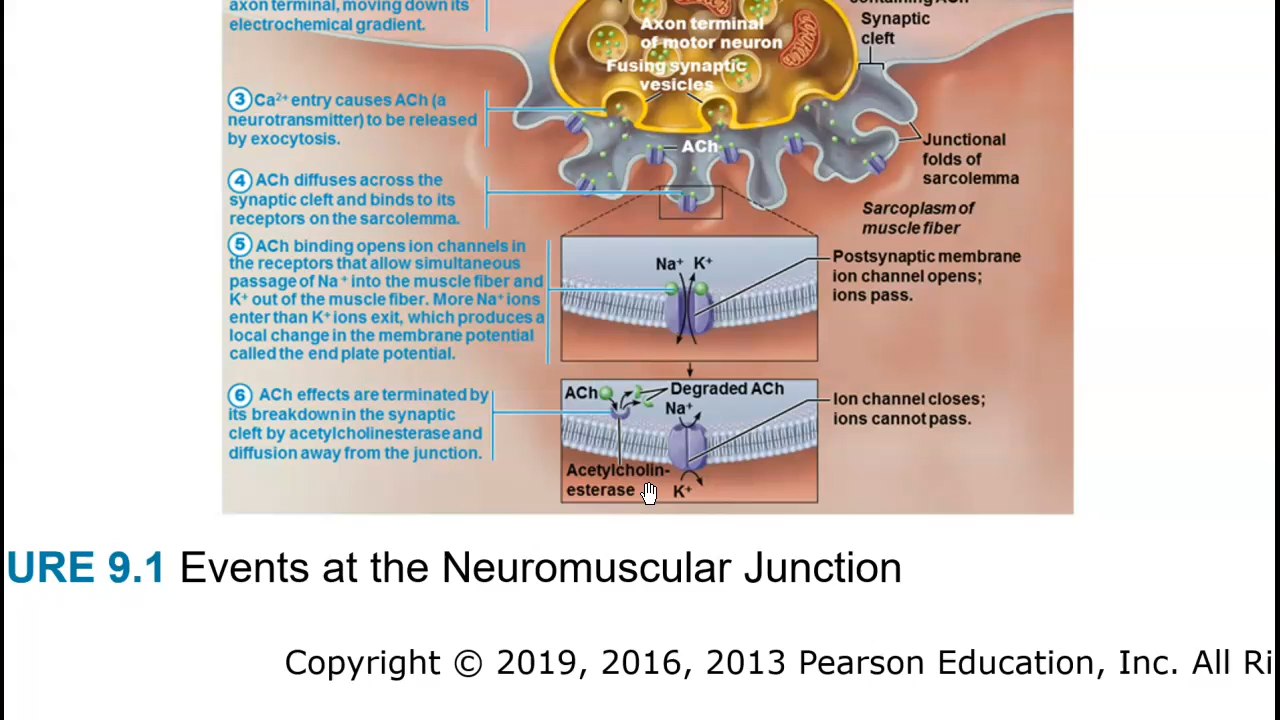 axon terminal, moving down its
electrochemical gradient.
3 Ca2+ entry causes ACh (a
neurotransmitter) to be released
by exocytosis.
4 ACh diffuses across the
synaptic cleft and binds to its
receptors on the sarcolemma.
5 ACh binding opens ion channels in
the receptors that allow simultaneous
passage of Na+ into the muscle fiber and
K+ out of the muscle fiber. More Na+ ions
enter than K+ ions exit, which produces a
local change in the membrane potential
called the end plate potential.
6 ACh effects are terminated by
its breakdown in the synaptic
cleft by acetylcholinesterase and
diffusion away from the junction.
Axon terminal
of motor neuron
Fusing synaptic
vesicles
ACh
containing ACh
Synaptic
cleft
Junctional
folds of
sarcolemma
Sarcoplasm of
muscle fiber
Na+ K+
Postsynaptic membrane
ion channel opens;
ions pass.
ACh
Degraded ACh
Na+
Ion channel closes;
ions cannot pass.
Acetylcholin-
esterase
K+
URE 9.1 Events at the Neuromuscular Junction
Copyright © 2019, 2016, 2013 Pearson Education, Inc. All Ri